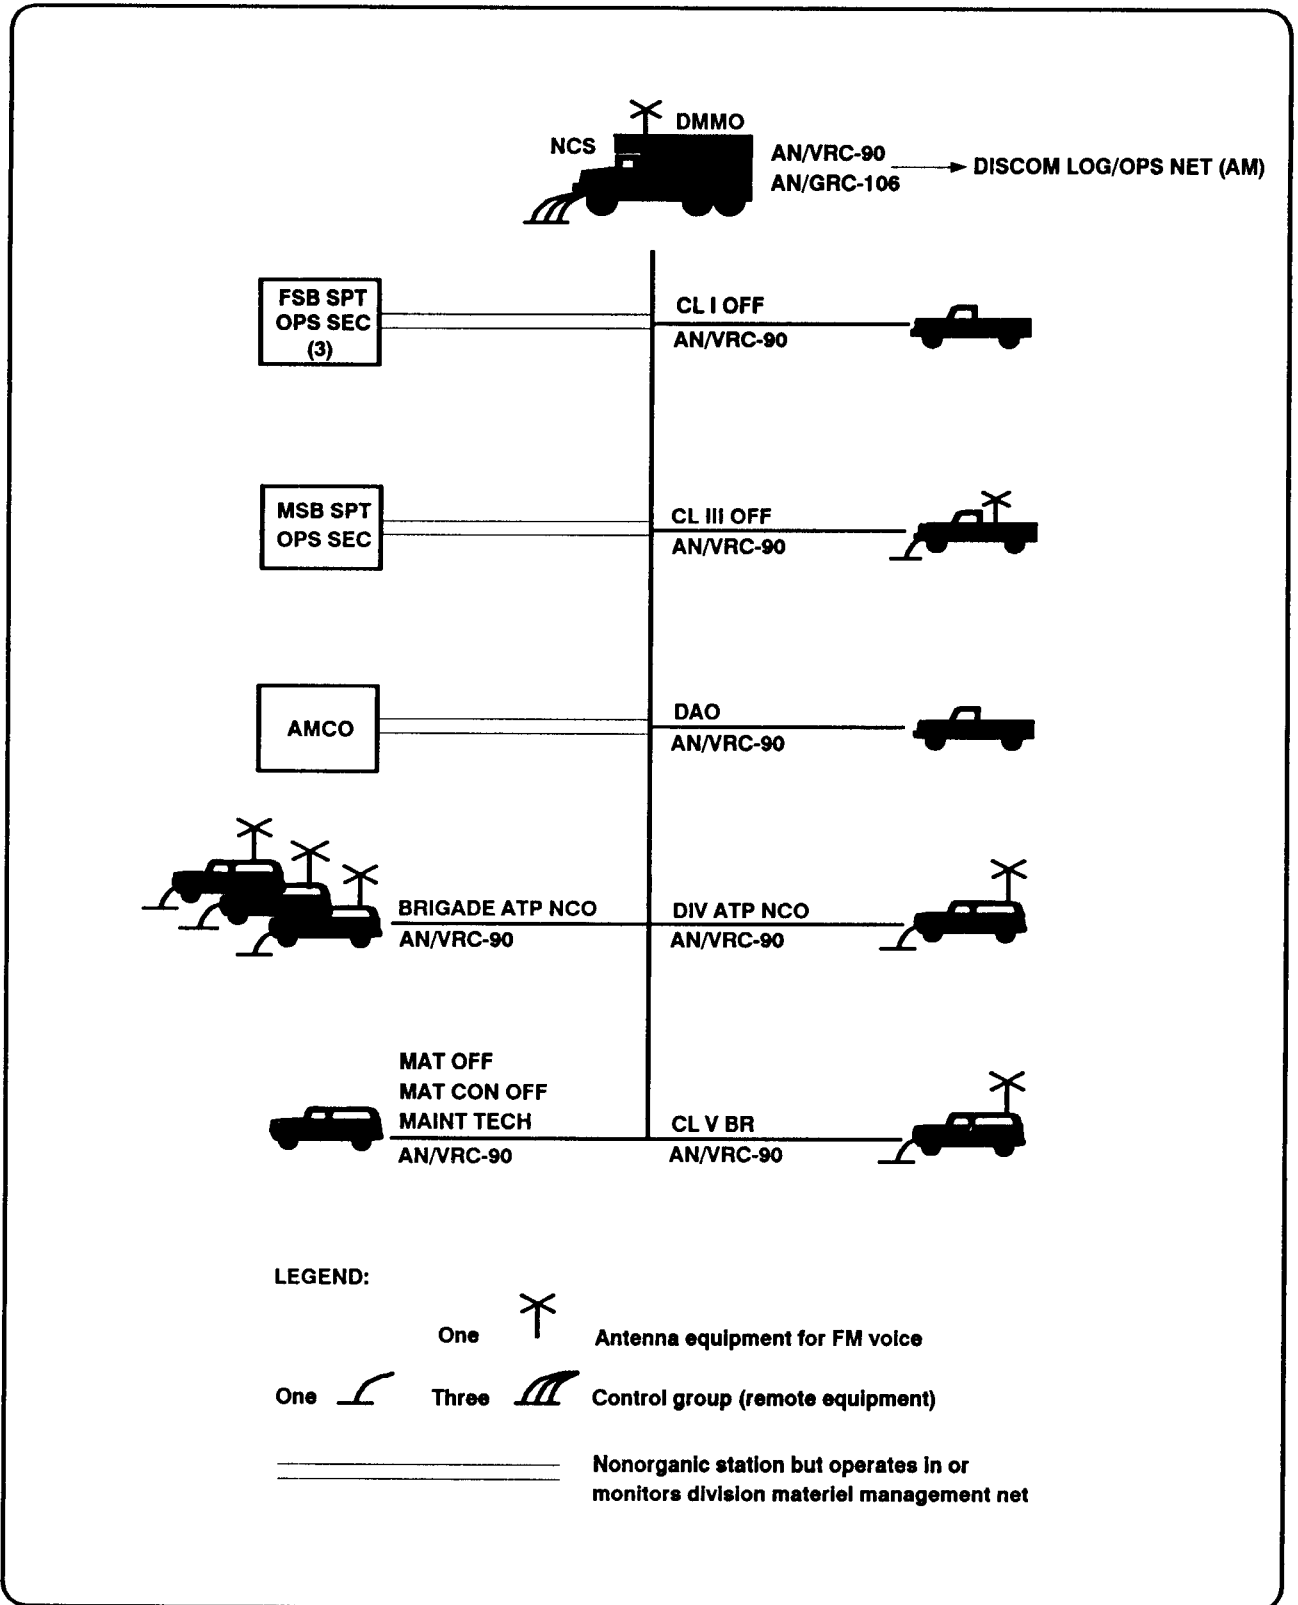 DMMO
NCS
AN/VRC-90
AN/GRC-106
DISCOM LOG/OPS NET (AM)
FSB SPT
OPS SEC
(3)
CL I OFF
AN/VRC-90
MSB SPT
OPS SEC
CL III OFF
AN/VRC-90
AMCO
DAO
AN/VRC-90
BRIGADE ATP NCO
AN/VRC-90
DIV ATP NCO
AN/VRC-90
MAT OFF
MAT CON OFF
MAINT TECH
AN/VRC-90
CL V BR
AN/VRC-90
LEGEND:
One
Antenna equipment for FM voice
One
Three
Control group (remote equipment)
Nonorganic station but operates in or
monitors division materiel management net